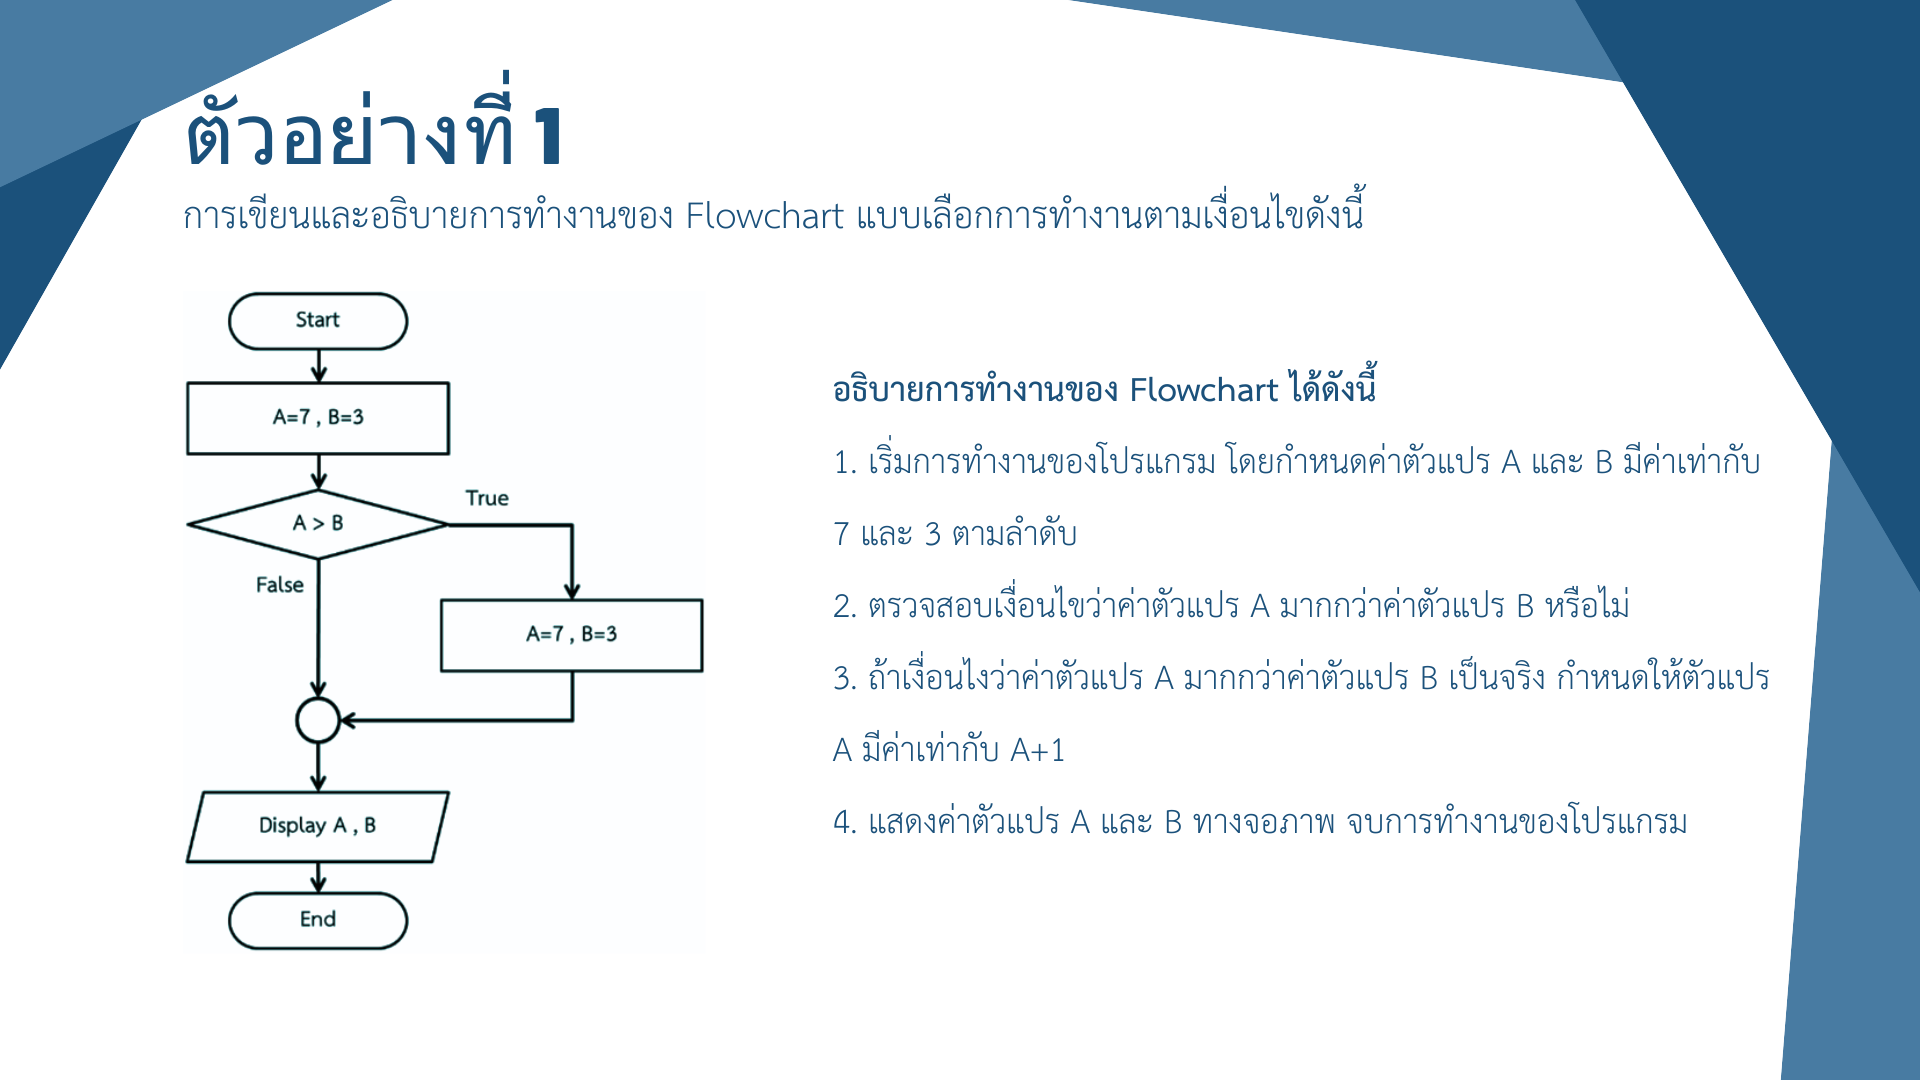 ตัวอย่างที่ 1
การเขียนและอธิบายการทำงานของ Flowchart แบบเลือกการทำงานตามเงื่อนไขดังนี้
Start
A=7 , B=3
A > B
True
False
A=7 , B=3
Display A , B
End
อธิบายการทำงานของ Flowchart ได้ดังนี้
1. เริ่มการทำงานของโปรแกรม โดยกำหนดค่าตัวแปร A และ B มีค่าเท่ากับ
7 และ 3 ตามลำดับ
2. ตรวจสอบเงื่อนไขว่าค่าตัวแปร A มากกว่าค่าตัวแปร B หรือไม่
3. ถ้าเงื่อนไงว่าค่าตัวแปร A มากกว่าค่าตัวแปร B เป็นจริง กำหนดให้ตัวแปร
A มีค่าเท่ากับ A+1
4. แสดงค่าตัวแปร A และ B ทางจอภาพ จบการทำงานของโปรแกรม